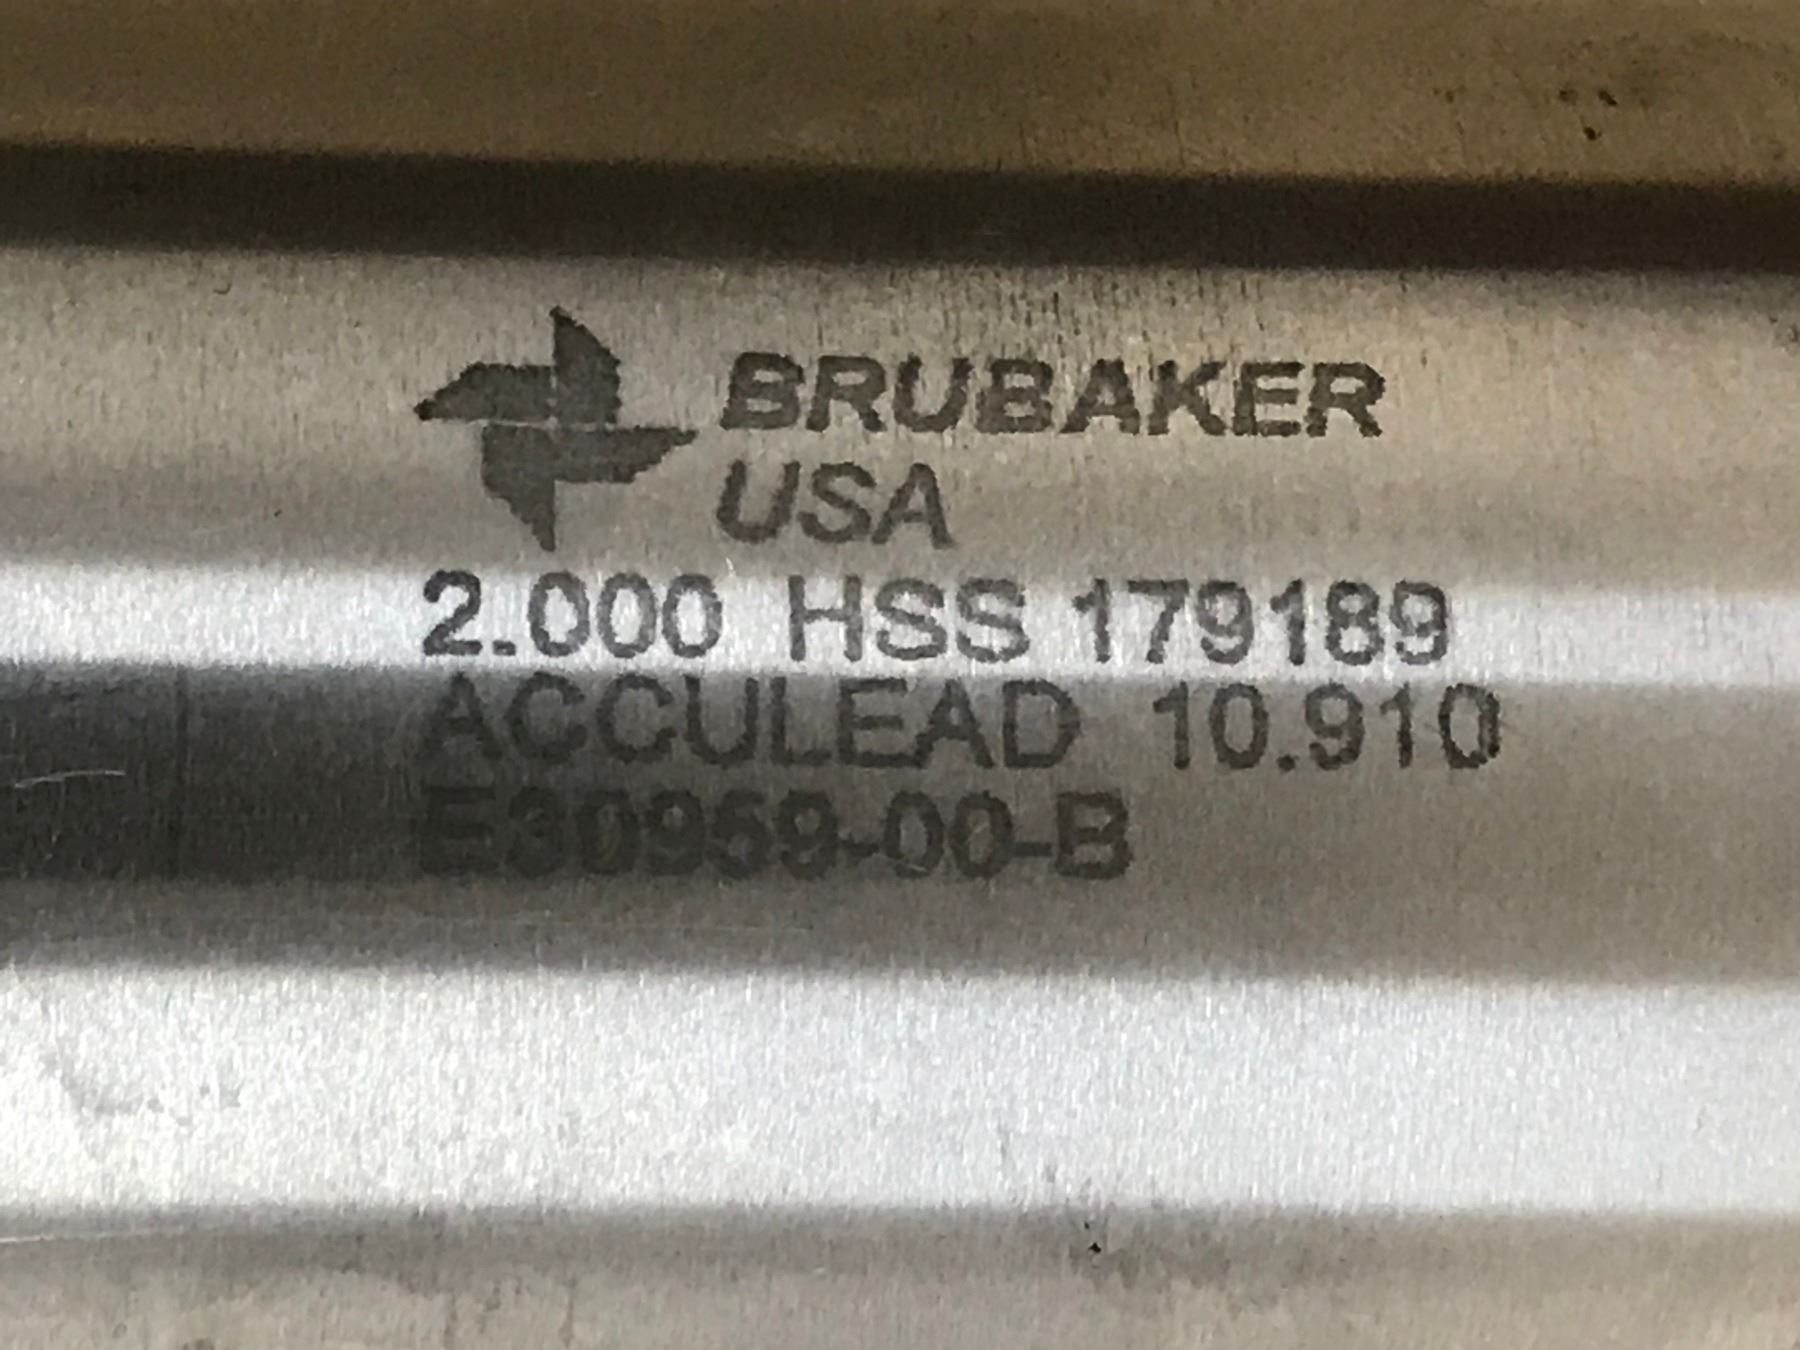 BRUBAKER
USA
2.000 HSS 179189
ACCULEAD 10.910
E30959-00-B